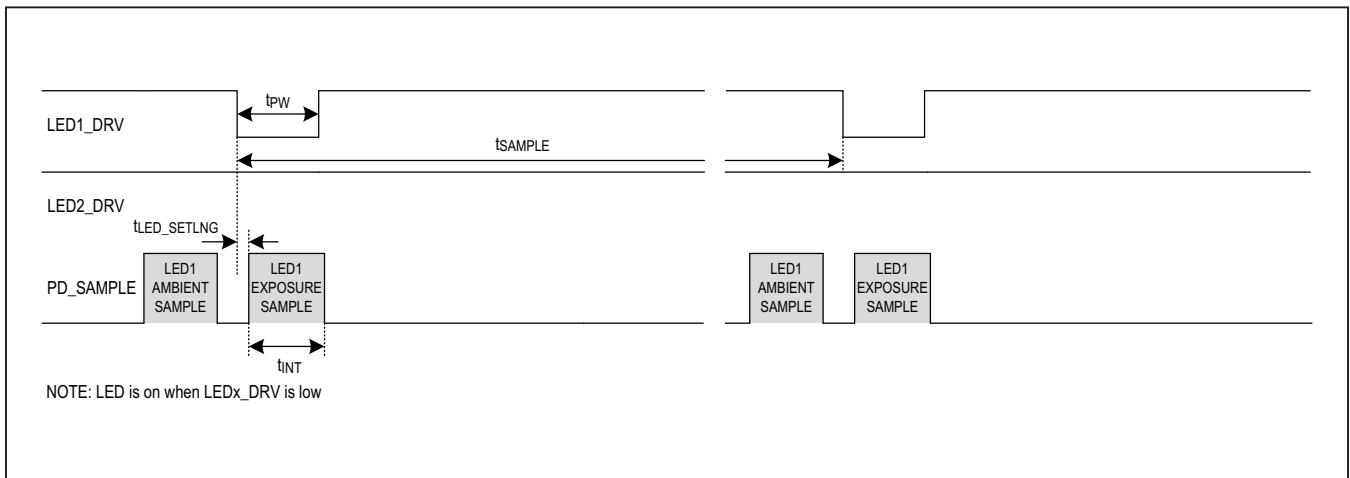 tPW
LED1_DRV
tSAMPLE
LED2_DRV
tLED_SETLNG
PD_SAMPLE
LED1
AMBIENT
SAMPLE
LED1
EXPOSURE
SAMPLE
LED1
AMBIENT
SAMPLE
LED1
EXPOSURE
SAMPLE
tINT
NOTE: LED is on when LEDx_DRV is low